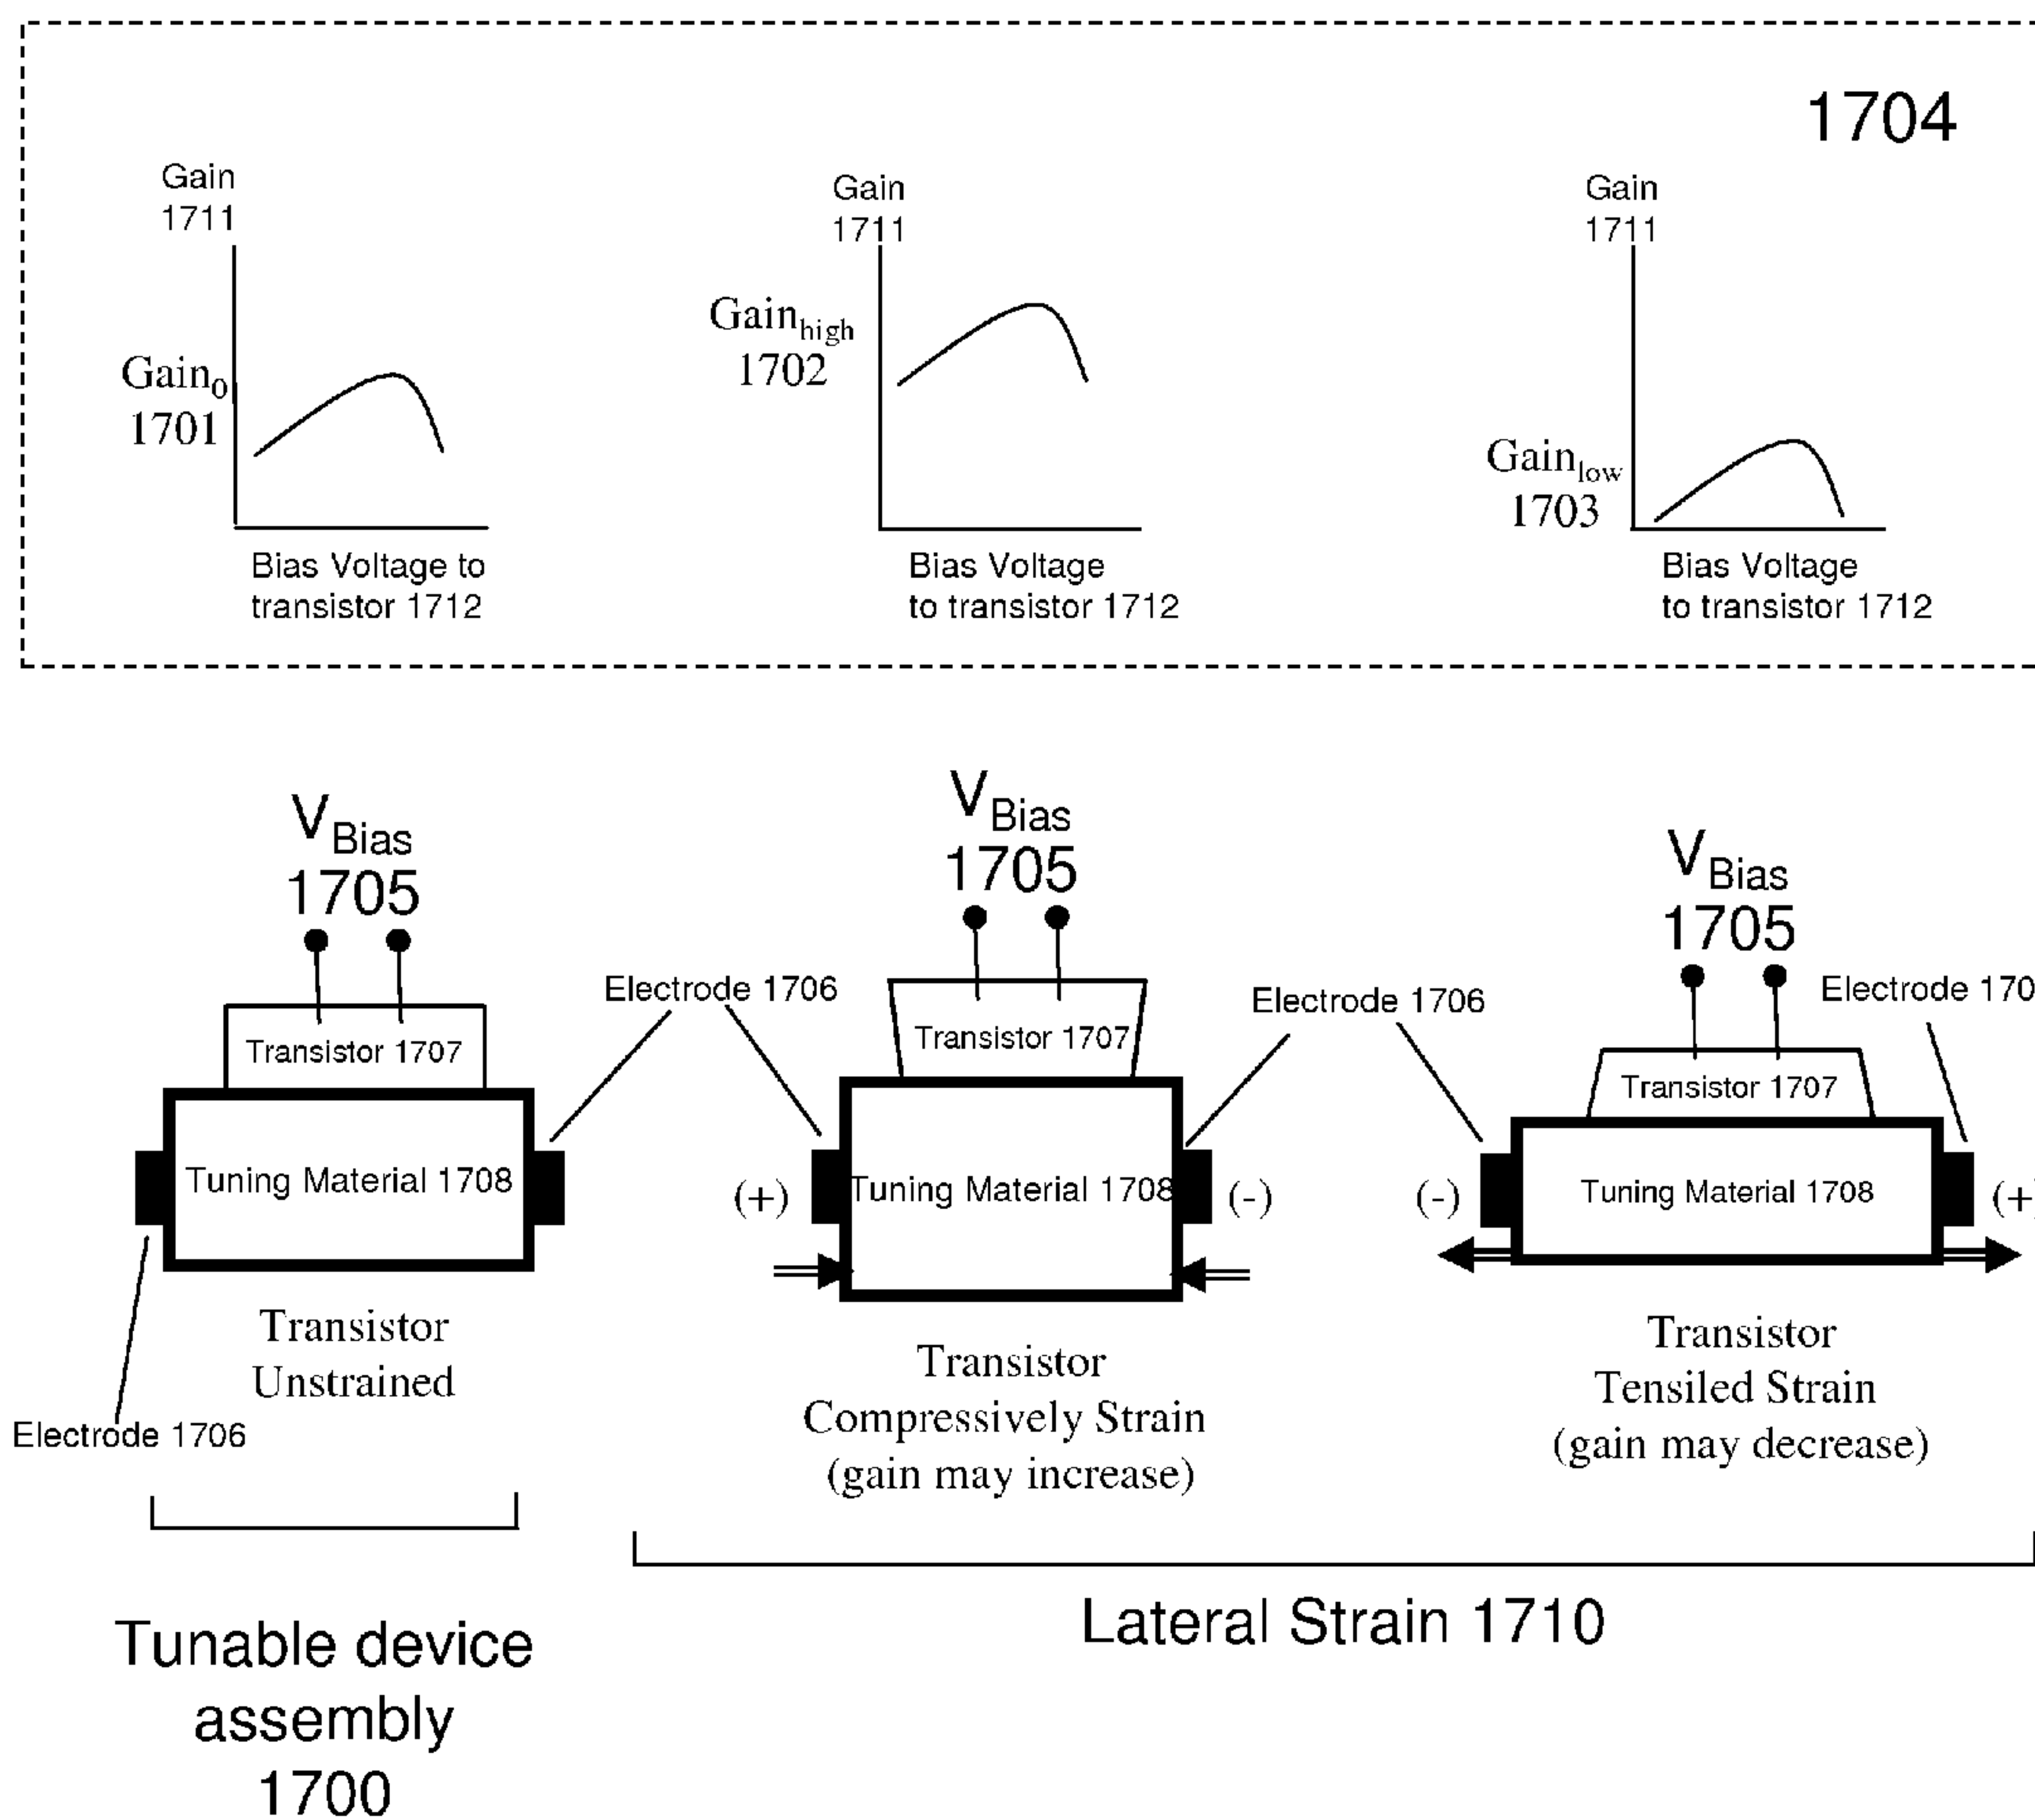 1704
Gain
1711
Gain0
1701
Bias Voltage to
transistor 1712
Gain
1711
Gainhigh
1702
Bias Voltage
to transistor 1712
Gain
1711
Gainlow
1703
Bias Voltage
to transistor 1712
VBias
1705
Transistor 1707
Tuning Material 1708
Electrode 1706
Transistor
Unstrained
Electrode 1706
VBias
1705
Transistor 1707
(+)
Tuning Material 1708
(-)
Electrode 1706
Transistor
Compressively Strain
(gain may increase)
VBias
1705
Electrode 170
Transistor 1707
(-)
Tuning Material 1708
(+)
Transistor
Tensiled Strain
(gain may decrease)
Tunable device
assembly
1700
Lateral Strain 1710